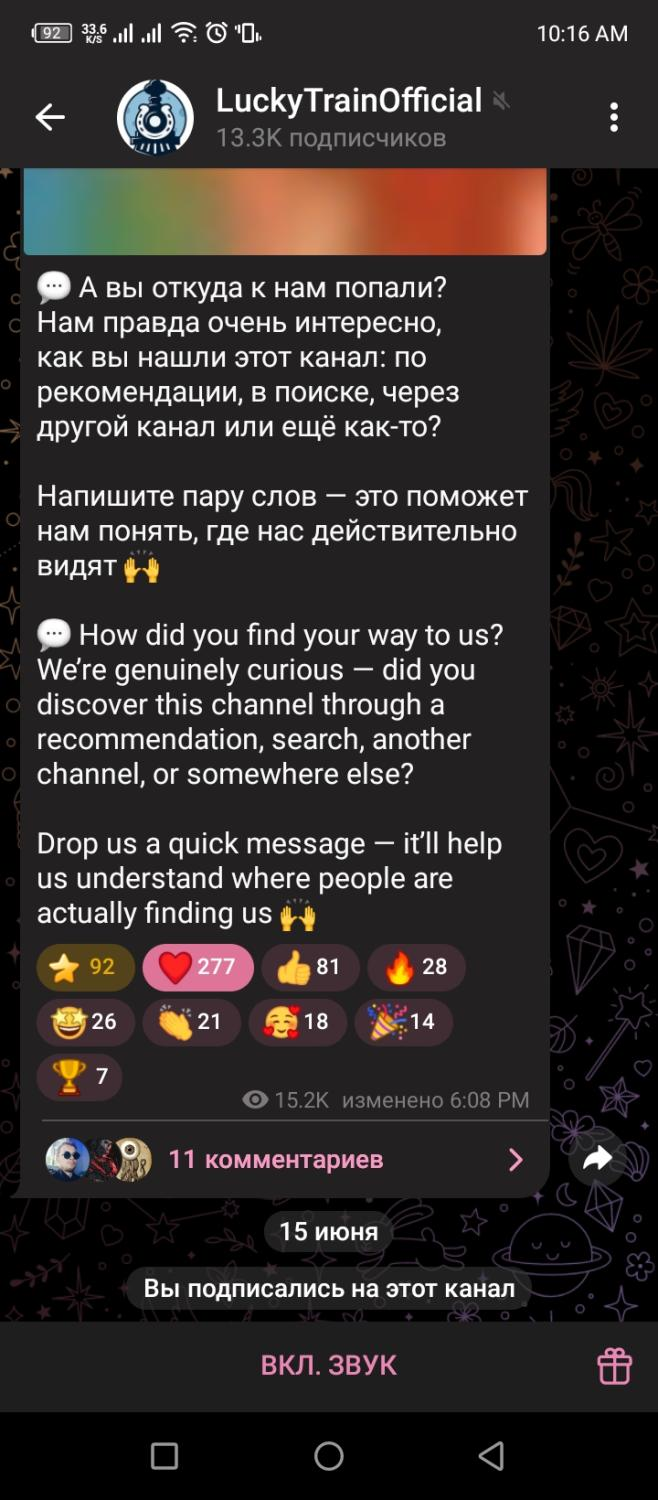 92 33.6 K/S 10:16 AM
LuckyTrainOfficial
13.3K подписчиков
💬 А вы откуда к нам попали?
Нам правда очень интересно,
как вы нашли этот канал: по
рекомендации, в поиске, через
другой канал или ещё как-то?
Напишите пару слов — это поможет
нам понять, где нас действительно
видят 🙌
💬 How did you find your way to us?
We’re genuinely curious — did you
discover this channel through a
recommendation, search, another
channel, or somewhere else?
Drop us a quick message — it’ll help
us understand where people are
actually finding us 🙌
⭐ 92 ❤️ 277 👍 81 🔥 28
🤩 26 👏 21 🥰 18 🎉 14
🏆 7
15.2K изменено 6:08 PM
11 комментариев
15 июня
Вы подписались на этот канал
ВКЛ. ЗВУК